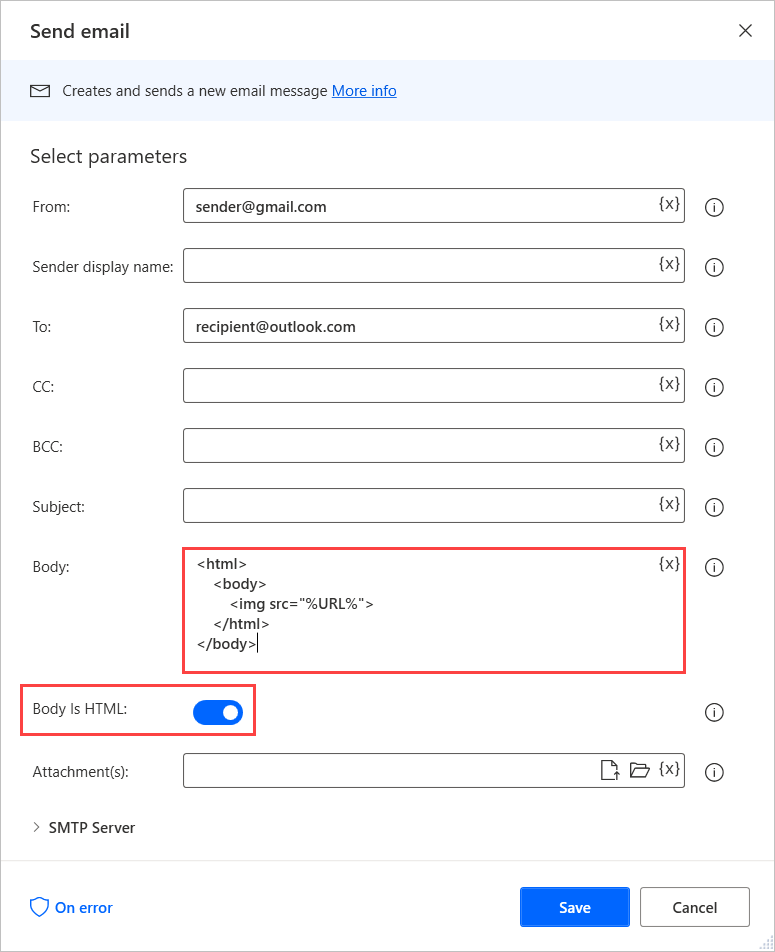 Send email
Creates and sends a new email message More info
Select parameters
From: sender@gmail.com {x}
Sender display name: {x}
To: recipient@outlook.com {x}
CC: {x}
BCC: {x}
Subject: {x}
Body: <html> {x}
<body>
<img src="%URL%">
</html>
</body>
Body Is HTML:
Attachment(s): {x}
SMTP Server
On error Save Cancel